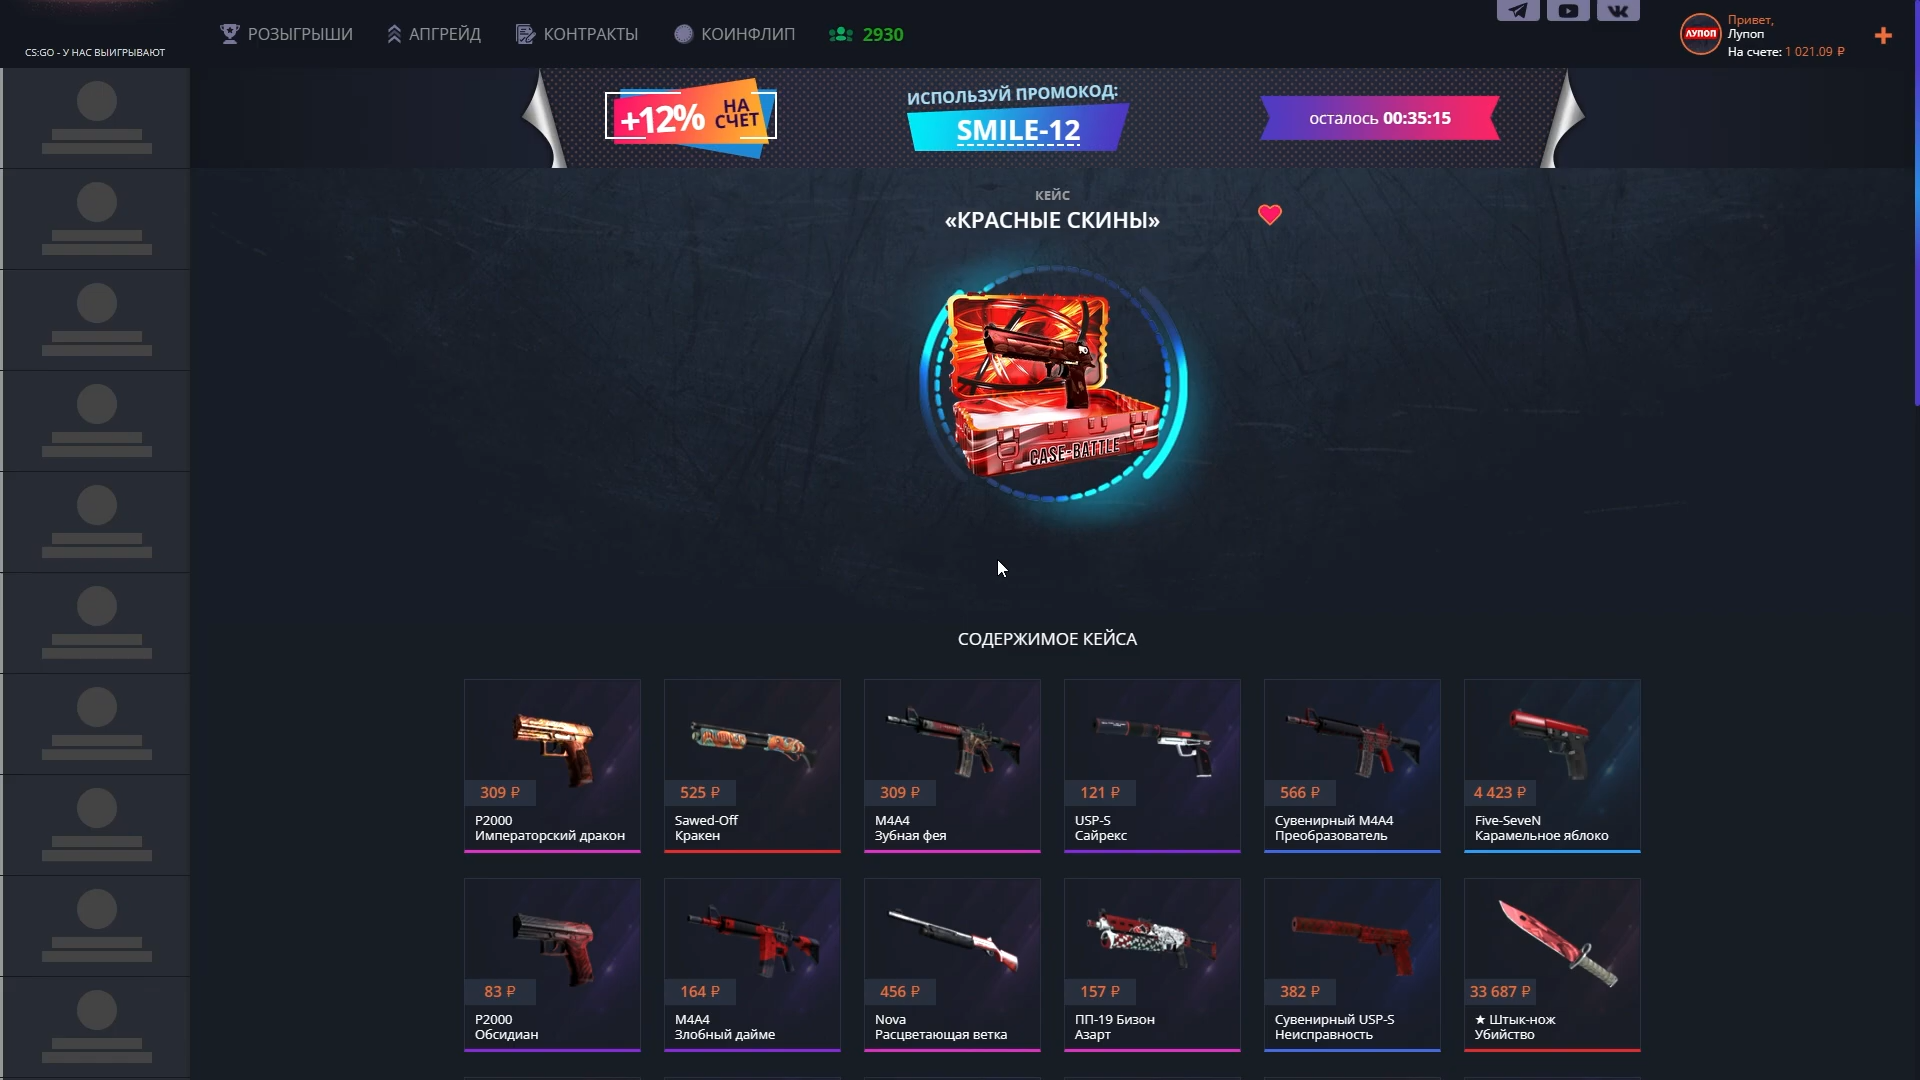 CS:GO - У НАС ВЫИГРЫВАЮТ
РОЗЫГРЫШИ
АПГРЕЙД
КОНТРАКТЫ
КОИНФЛИП
2930
ЛУПОП
Привет,
Лупоп
На счете: 1 021.09 ₽
+12% НА СЧЕТ
ИСПОЛЬЗУЙ ПРОМОКОД:
SMILE-12
осталось 00:35:15
КЕЙС
«КРАСНЫЕ СКИНЫ»
CASE-BATTLE
СОДЕРЖИМОЕ КЕЙСА
309 ₽
P2000
Императорский дракон
525 ₽
Sawed-Off
Кракен
309 ₽
M4A4
Зубная фея
121 ₽
USP-S
Сайрекс
566 ₽
Сувенирный M4A4
Преобразователь
4 423 ₽
Five-SeveN
Карамельное яблоко
83 ₽
P2000
Обсидиан
164 ₽
M4A4
Злобный дайме
456 ₽
Nova
Расцветающая ветка
157 ₽
ПП-19 Бизон
Азарт
382 ₽
Сувенирный USP-S
Неисправность
33 687 ₽
★ Штык-нож
Убийство